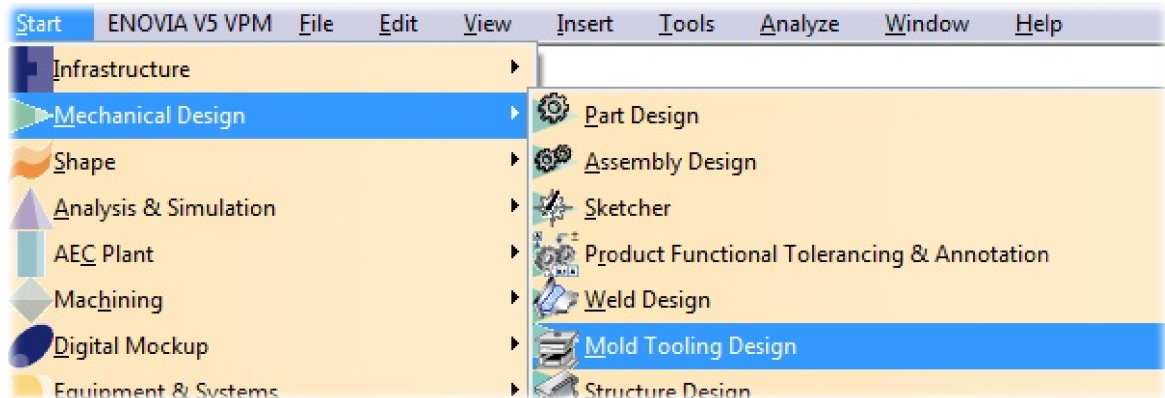 Start ENOVIA V5 VPM File Edit View Insert Tools Analyze Window Help
Infrastructure
Mechanical Design
Shape
Analysis & Simulation
AEC Plant
Machining
Digital Mockup
Equipment & Systems
Part Design
Assembly Design
Sketcher
Product Functional Tolerancing & Annotation
Weld Design
Mold Tooling Design
Structure Design